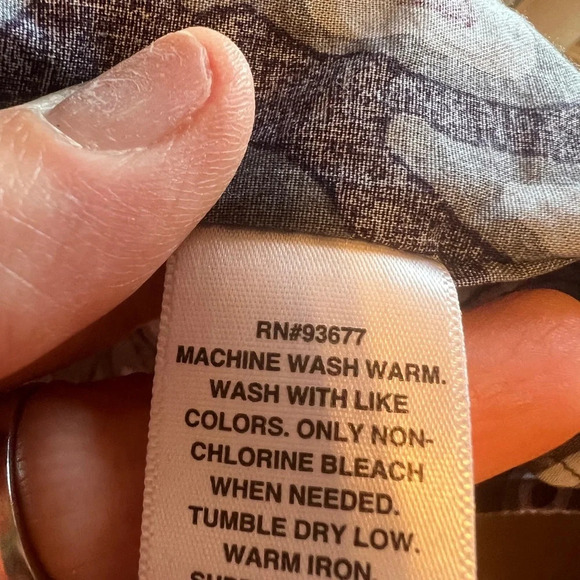 RN#93677
MACHINE WASH WARM.
WASH WITH LIKE
COLORS. ONLY NON-
CHLORINE BLEACH
WHEN NEEDED.
TUMBLE DRY LOW.
WARM IRON.